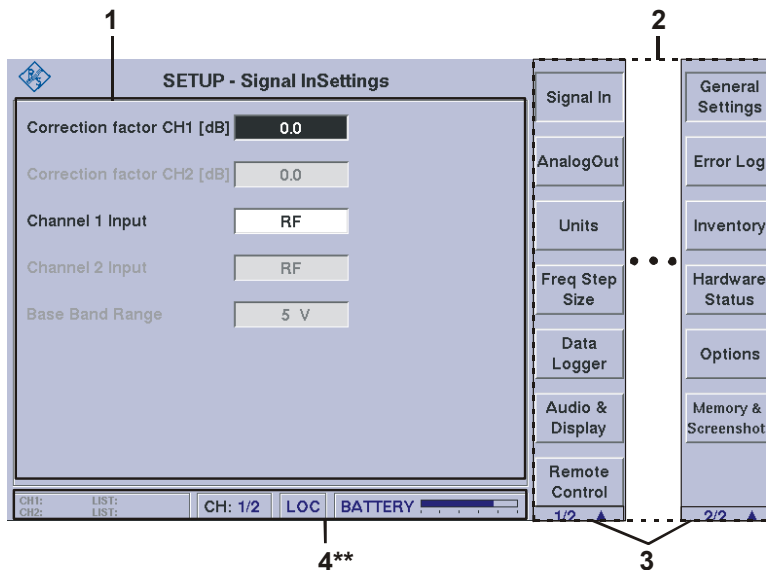 1
2
R&S
SETUP - Signal InSettings
Correction factor CH1 [dB] 0.0
Correction factor CH2 [dB] 0.0
Channel 1 Input RF
Channel 2 Input RF
Base Band Range 5 V
Signal In
AnalogOut
Units
Freq Step
Size
Data
Logger
Audio &
Display
Remote
Control
1/2 ▲
General
Settings
Error Log
Inventory
Hardware
Status
Options
Memory &
Screenshot
2/2 ▲
CH1: LIST:
CH2: LIST:
CH: 1/2 LOC BATTERY
4**
3